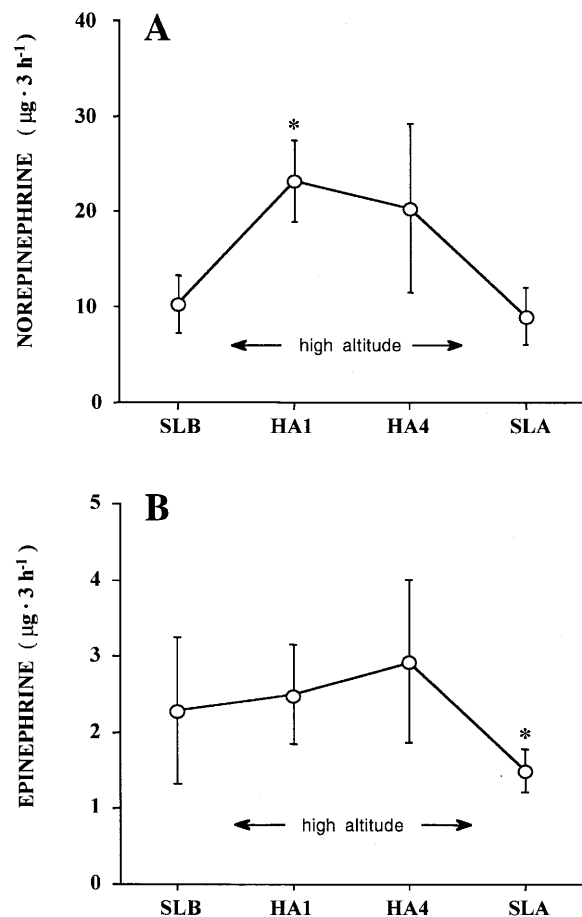 A
NOREPINEPHRINE ( µg · 3 h⁻¹ )
40
30
20
10
0
*
high altitude
SLB HA1 HA4 SLA
B
EPINEPHRINE ( µg · 3 h⁻¹ )
5
4
3
2
1
0
*
high altitude
SLB HA1 HA4 SLA